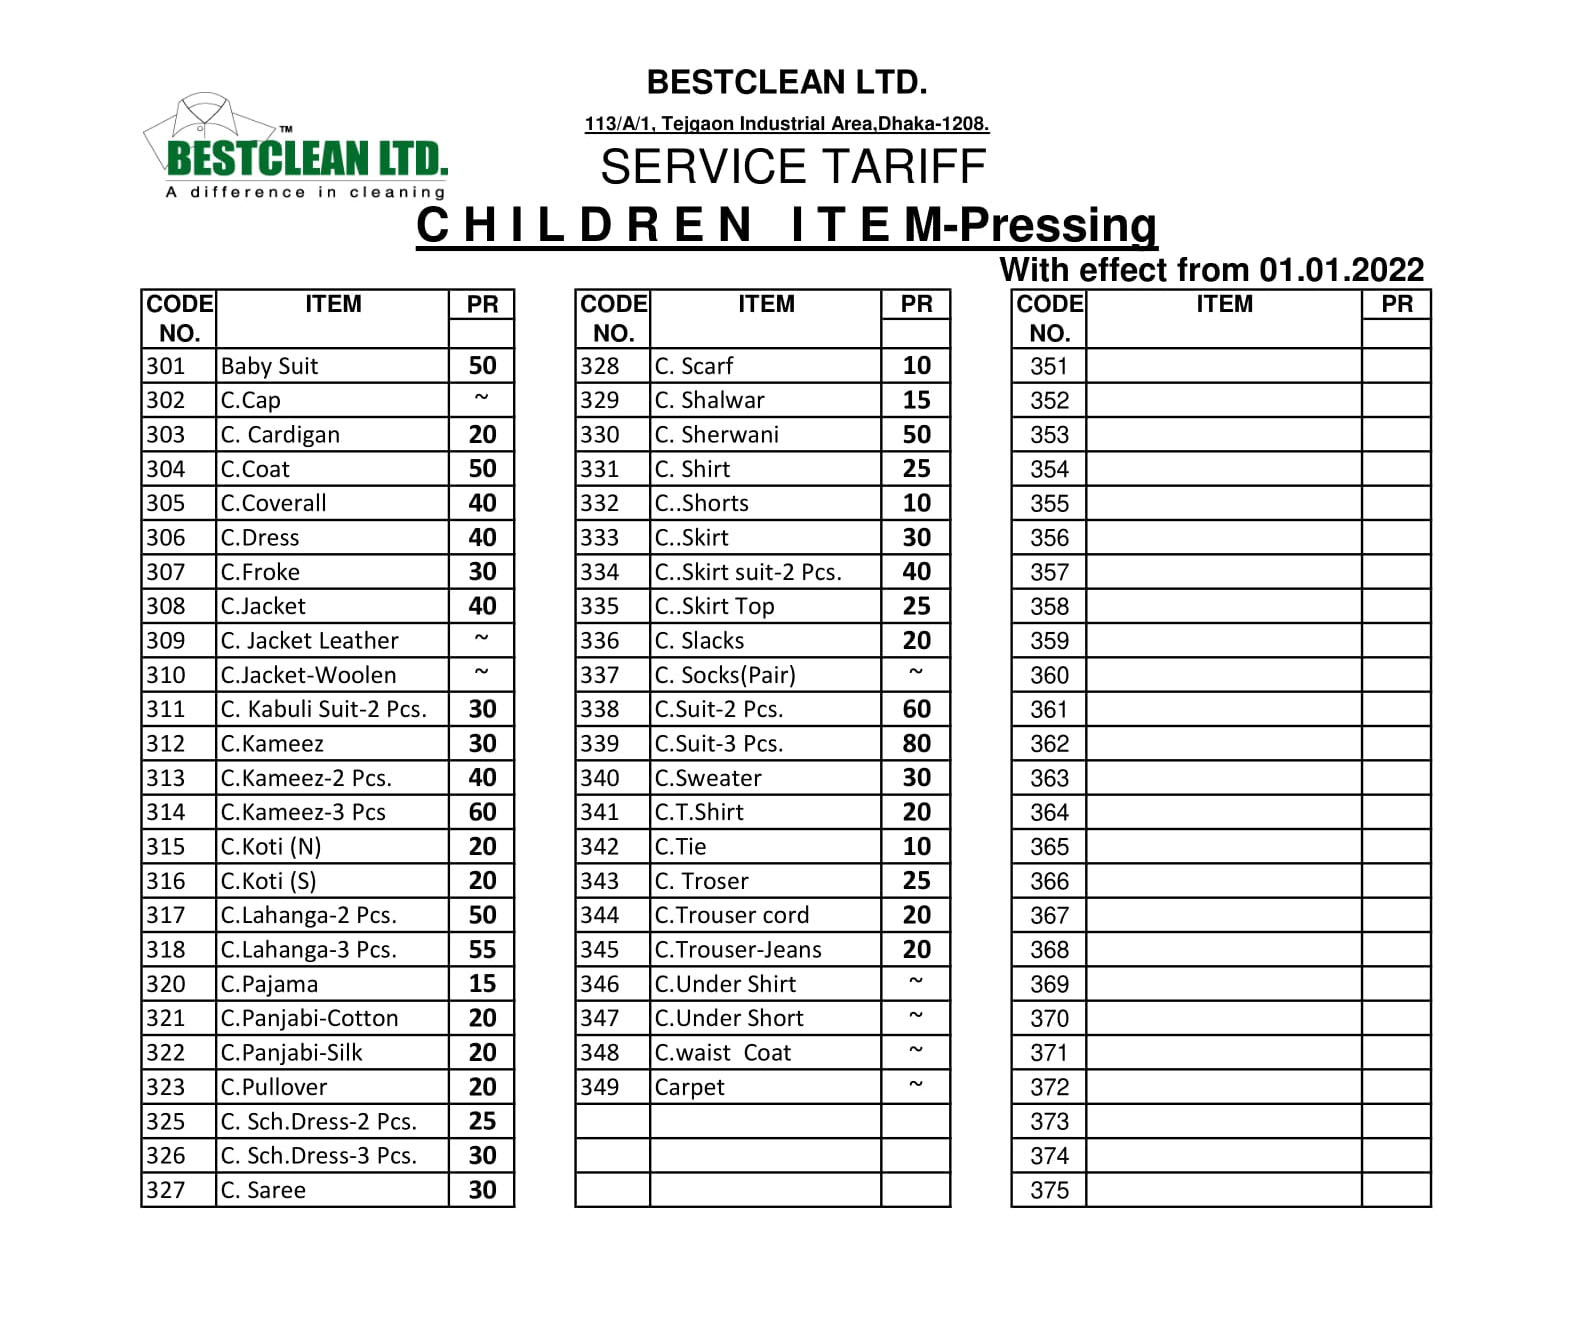 BESTCLEAN LTD.
113/A/1, Tejgaon Industrial Area,Dhaka-1208.
™
BESTCLEAN LTD.
A difference in cleaning
SERVICE TARIFF
CHILDREN ITEM-Pressing
With effect from 01.01.2022
CODE NO. ITEM PR
301 Baby Suit 50
302 C.Cap ~
303 C. Cardigan 20
304 C.Coat 50
305 C.Coverall 40
306 C.Dress 40
307 C.Froke 30
308 C.Jacket 40
309 C. Jacket Leather ~
310 C.Jacket-Woolen ~
311 C. Kabuli Suit-2 Pcs. 30
312 C.Kameez 30
313 C.Kameez-2 Pcs. 40
314 C.Kameez-3 Pcs 60
315 C.Koti (N) 20
316 C.Koti (S) 20
317 C.Lahanga-2 Pcs. 50
318 C.Lahanga-3 Pcs. 55
320 C.Pajama 15
321 C.Panjabi-Cotton 20
322 C.Panjabi-Silk 20
323 C.Pullover 20
325 C. Sch.Dress-2 Pcs. 25
326 C. Sch.Dress-3 Pcs. 30
327 C. Saree 30
CODE NO. ITEM PR
328 C. Scarf 10
329 C. Shalwar 15
330 C. Sherwani 50
331 C. Shirt 25
332 C..Shorts 10
333 C..Skirt 30
334 C..Skirt suit-2 Pcs. 40
335 C..Skirt Top 25
336 C. Slacks 20
337 C. Socks(Pair) ~
338 C.Suit-2 Pcs. 60
339 C.Suit-3 Pcs. 80
340 C.Sweater 30
341 C.T.Shirt 20
342 C.Tie 10
343 C. Troser 25
344 C.Trouser cord 20
345 C.Trouser-Jeans 20
346 C.Under Shirt ~
347 C.Under Short ~
348 C.waist Coat ~
349 Carpet ~
CODE NO. ITEM PR
351
352
353
354
355
356
357
358
359
360
361
362
363
364
365
366
367
368
369
370
371
372
373
374
375